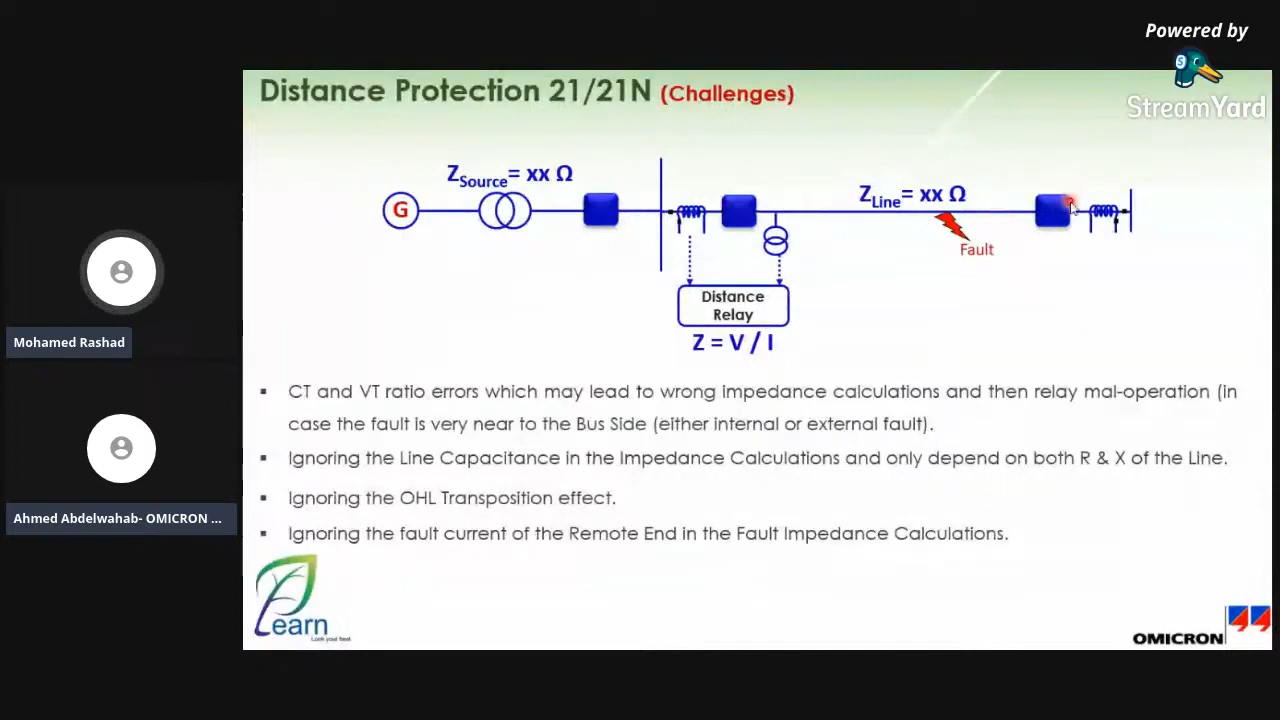 Powered by
StreamYard
Distance Protection 21/21N (Challenges)
Z Source = xx Ω
Z Line = xx Ω
G
Fault
Distance
Relay
Z = V / I
Mohamed Rashad
▪ CT and VT ratio errors which may lead to wrong impedance calculations and then relay mal-operation (in
case the fault is very near to the Bus Side (either internal or external fault).
▪ Ignoring the Line Capacitance in the Impedance Calculations and only depend on both R & X of the Line.
▪ Ignoring the OHL Transposition effect.
▪ Ignoring the fault current of the Remote End in the Fault Impedance Calculations.
Ahmed Abdelwahab- OMICRON ...
Learn
OMICRON